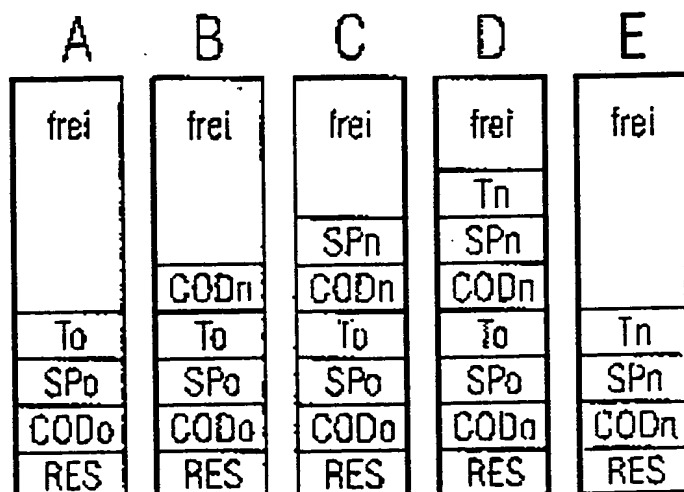 A B C D E
frei frei frei frei frei
Tn
SPn SPn
CODn CODn CODn
To To To To Tn
SPo SPo SPo SPo SPn
CODo CODo CODo CODo CODn
RES RES RES RES RES